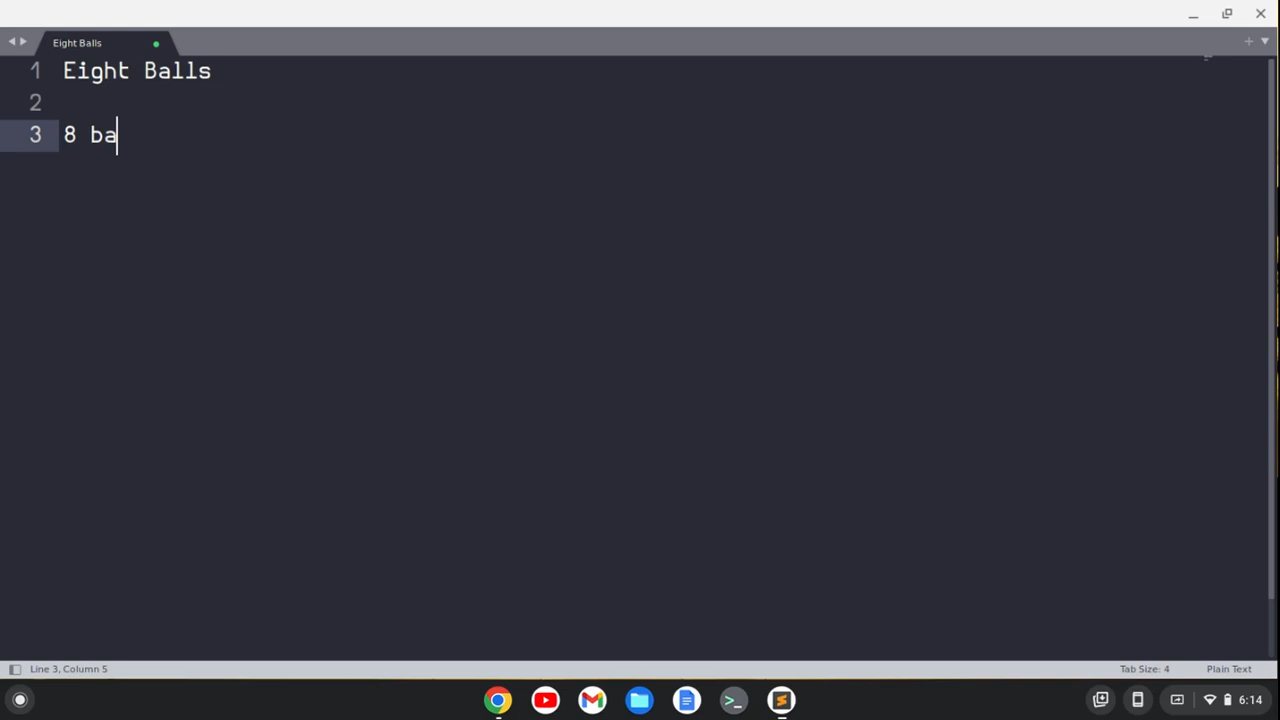 Eight Balls
1 Eight Balls
2
3 8 ba
Line 3, Column 5 Tab Size: 4 Plain Text
6:14